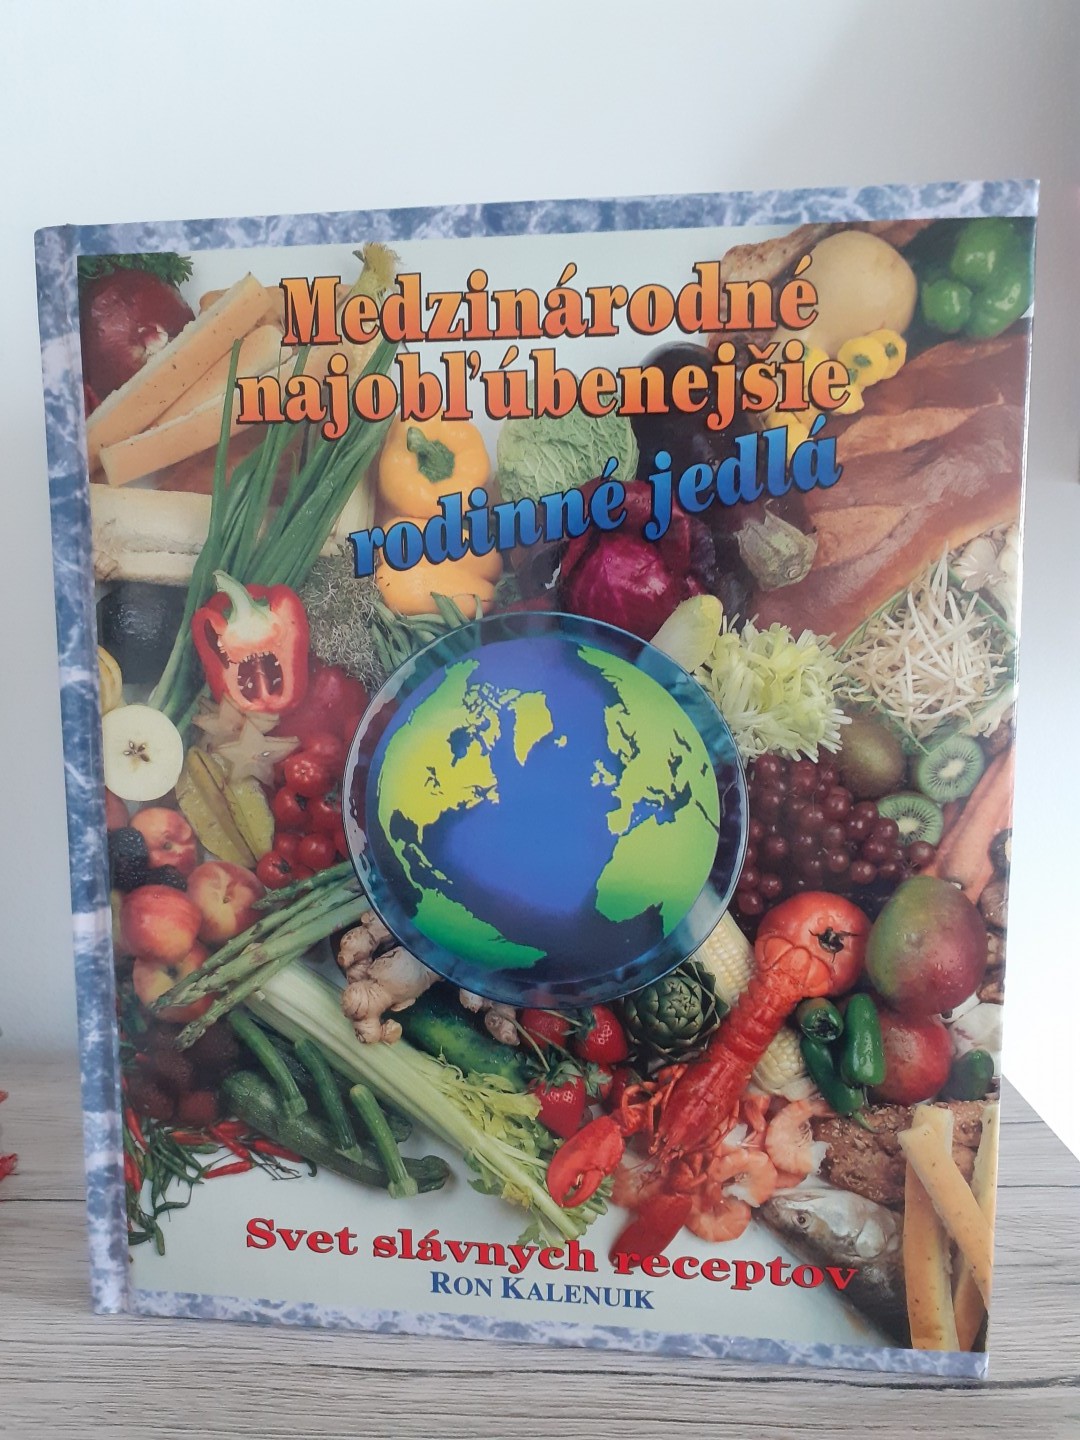 Medzinárodné
najobľúbenejšie
rodinné jedlá
Svet slávnych receptov
RON KALENUIK